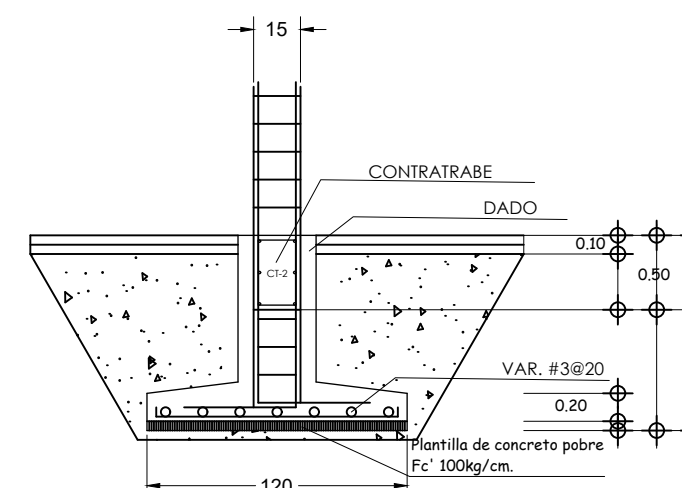 15
CONTRATRABE
DADO
0.10
CT-2
0,50
VAR. #3@20
0.20
Plantilla de concreto pobre
Fc' 100kg/cm.
120